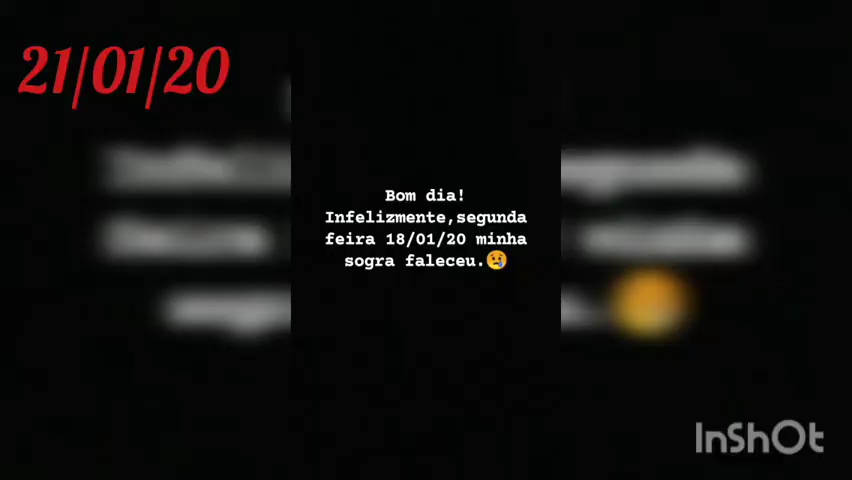 21/01/20
Bom dia!
Infelizmente,segunda
feira 18/01/20 minha
sogra faleceu.😢
InShOt